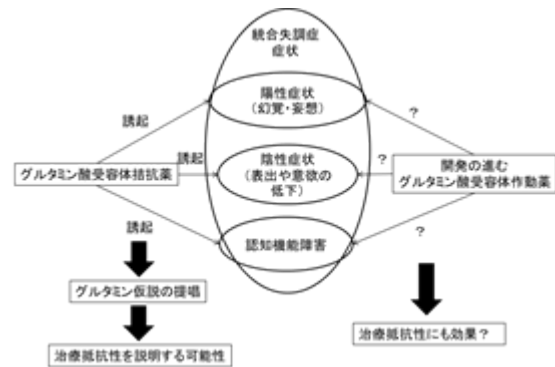 統合失調症
症状
陽性症状
(幻覚・妄想)
誘起
?
グルタミン酸受容体拮抗薬
誘起
陰性症状
(表出や意欲の
低下)
?
開発の進む
グルタミン酸受容体作動薬
誘起
認知機能障害
?
グルタミン仮説の提唱
治療抵抗性にも効果?
治療抵抗性を説明する可能性